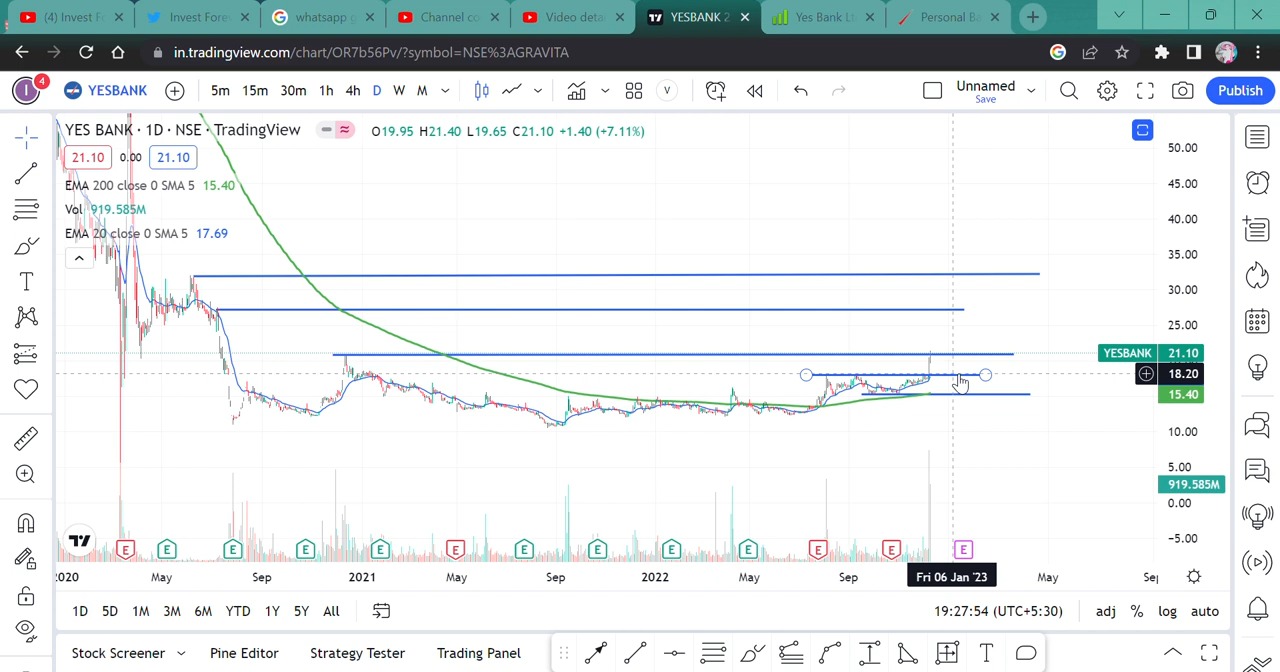 Invest F
Invest Fore
whatsapp g
Channel co
Video deta
YESBANK 2
Yes Bank Lt
Personal Ba
in.tradingview.com/chart/OR7b56Pv/?symbol=NSE%3AGRAVITA
I 4 YESBANK 5m 15m 30m 1h 4h D W M V Unnamed Save Publish
YES BANK · 1D · NSE · TradingView O19.95 H21.40 L19.65 C21.10 +1.40 (+7.11%)
21.10 0.00 21.10
EMA 200 close 0 SMA 5 15.40
Vol 919.585M
EMA 20 close 0 SMA 5 17.69
50.00
45.00
40.00
35.00
30.00
25.00
YESBANK 21.10
18.20
15.40
10.00
5.00
919.585M
0.00
−5.00
E E E E E E E E E E E E E
2020 May Sep 2021 May Sep 2022 May Sep Fri 06 Jan '23 May Sep
1D 5D 1M 3M 6M YTD 1Y 5Y All 19:27:54 (UTC+5:30) adj % log auto
Stock Screener Pine Editor Strategy Tester Trading Panel T